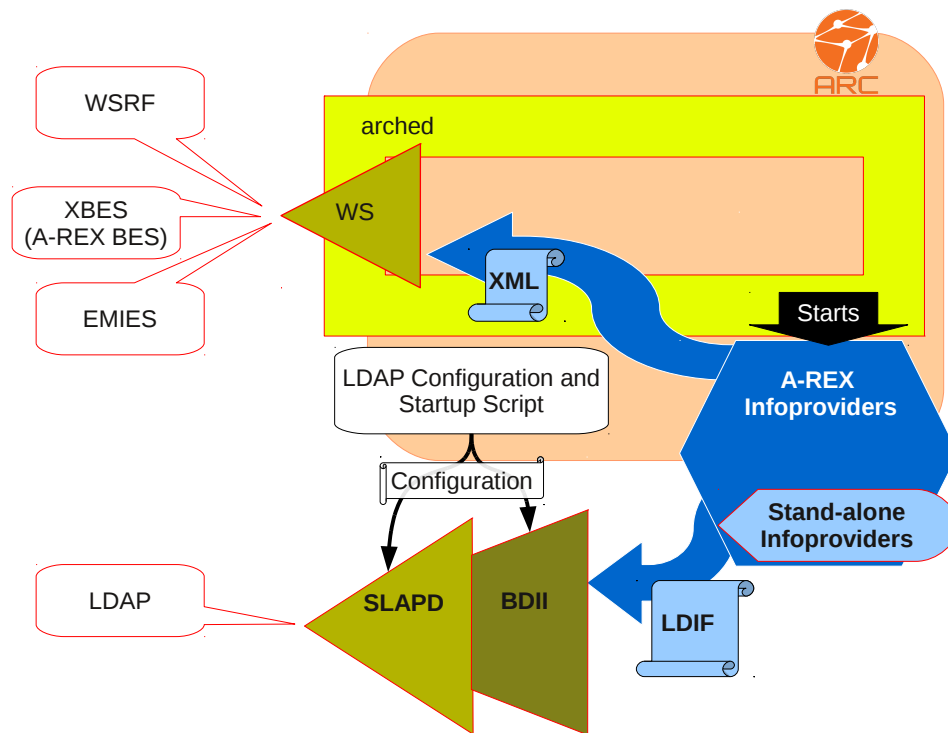 ARC
WSRF
arched
XBES
(A-REX BES)
WS
EMIES
XML
Starts
LDAP Configuration and
Startup Script
A-REX
Infoproviders
Configuration
Stand-alone
Infoproviders
LDAP
SLAPD
BDII
LDIF